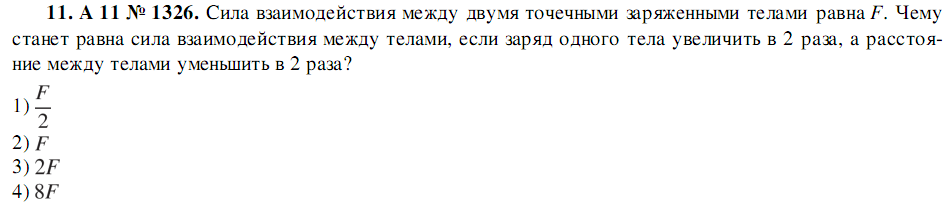 11. А 11 № 1326. Сила взаимодействия между двумя точечными заряженными телами равна F. Чему
станет равна сила взаимодействия между телами, если заряд одного тела увеличить в 2 раза, а расстоя-
ние между телами уменьшить в 2 раза?
1) F/2
2) F
3) 2F
4) 8F